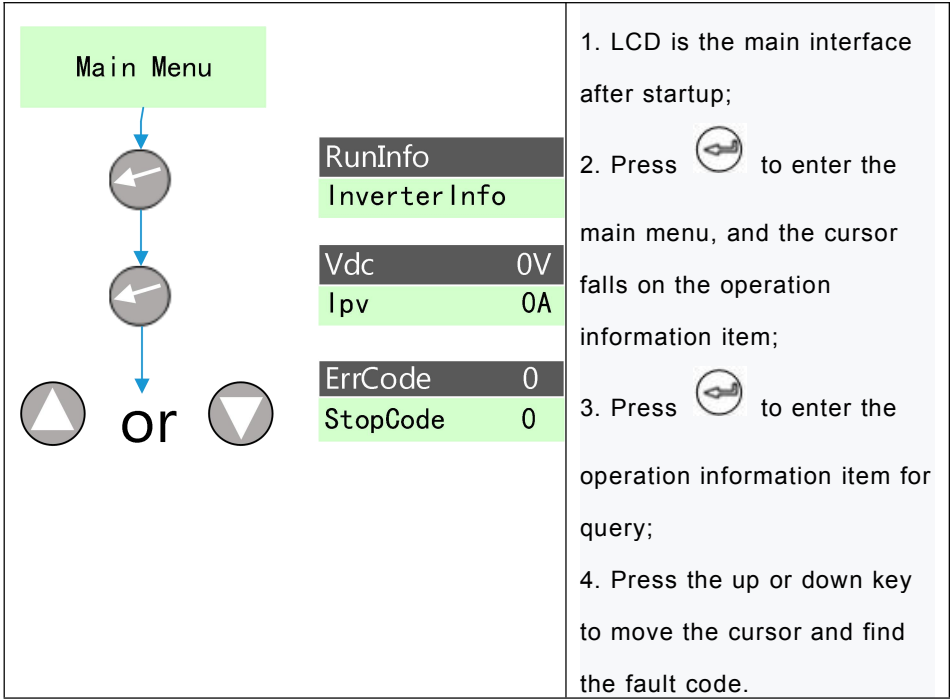 Main Menu
RunInfo
InverterInfo
Vdc 0V
Ipv 0A
ErrCode 0
StopCode 0
or
1. LCD is the main interface
after startup;
2. Press to enter the
main menu, and the cursor
falls on the operation
information item;
3. Press to enter the
operation information item for
query;
4. Press the up or down key
to move the cursor and find
the fault code.